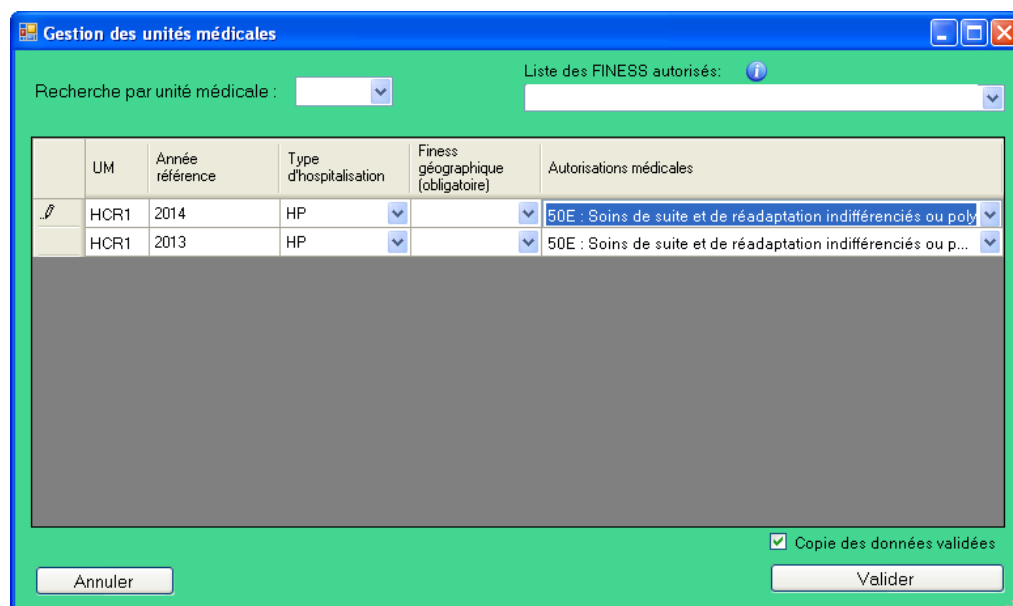 Gestion des unités médicales
Liste des FINESS autorisés:
Recherche par unité médicale :
UM
Année
référence
Type
d'hospitalisation
Finess
géographique
(obligatoire)
Autorisations médicales
HCR1 2014 HP 50E : Soins de suite et de réadaptation indifférenciés ou poly
HCR1 2013 HP 50E : Soins de suite et de réadaptation indifférenciés ou p...
Copie des données validées
Annuler
Valider